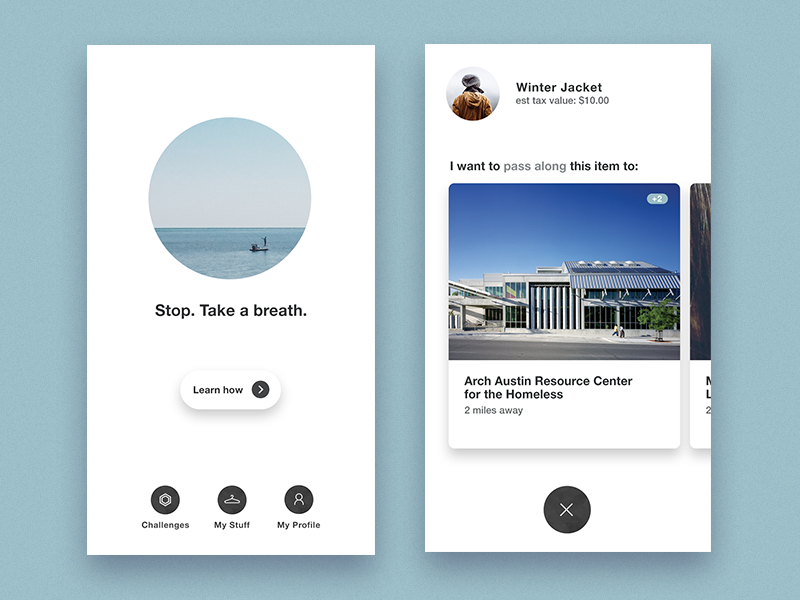 Stop. Take a breath.
Learn how
Challenges
My Stuff
My Profile
Winter Jacket
est tax value: $10.00
I want to pass along this item to:
+2
Arch Austin Resource Center
for the Homeless
2 miles away
M
L
2